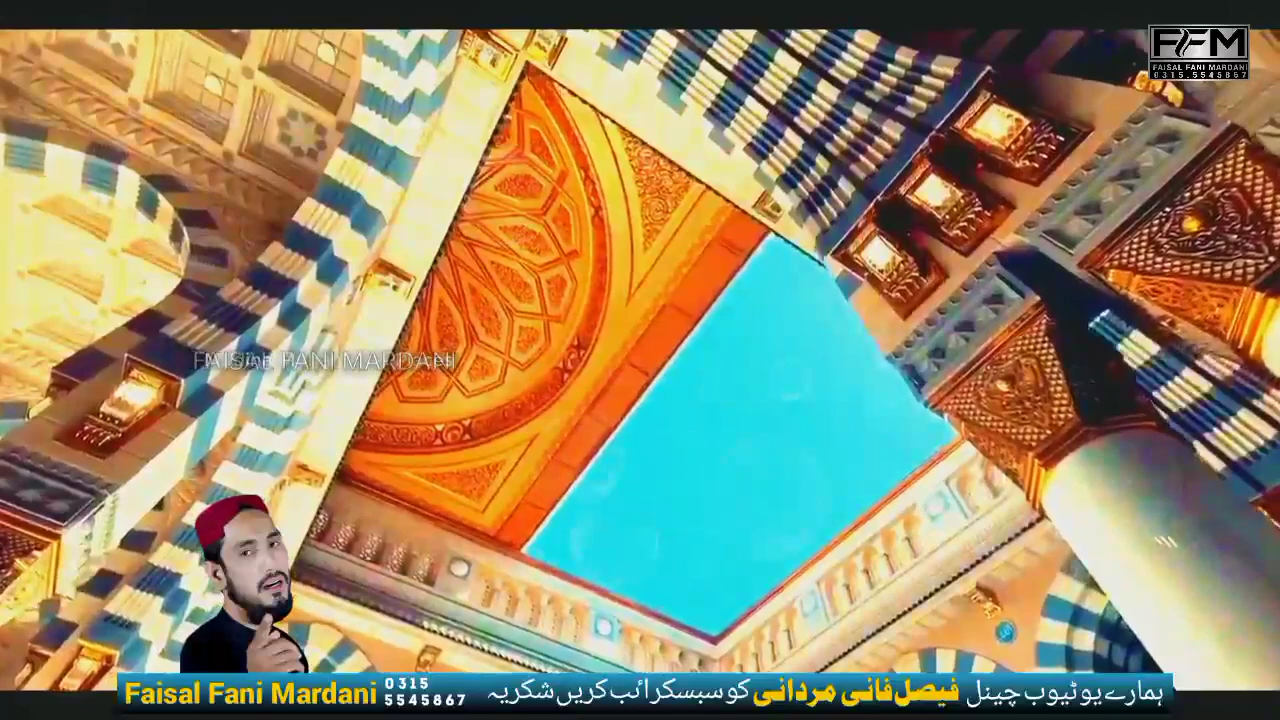 FFM
FAISAL FANI MARDANI
0315.5545867
FAISAL FANI MARDANI
Faisal Fani Mardani 0315 5545867 ہمارے یوٹیوب چینل فیصل فانی مردانی کو سبسکرائب کریں شکریہ